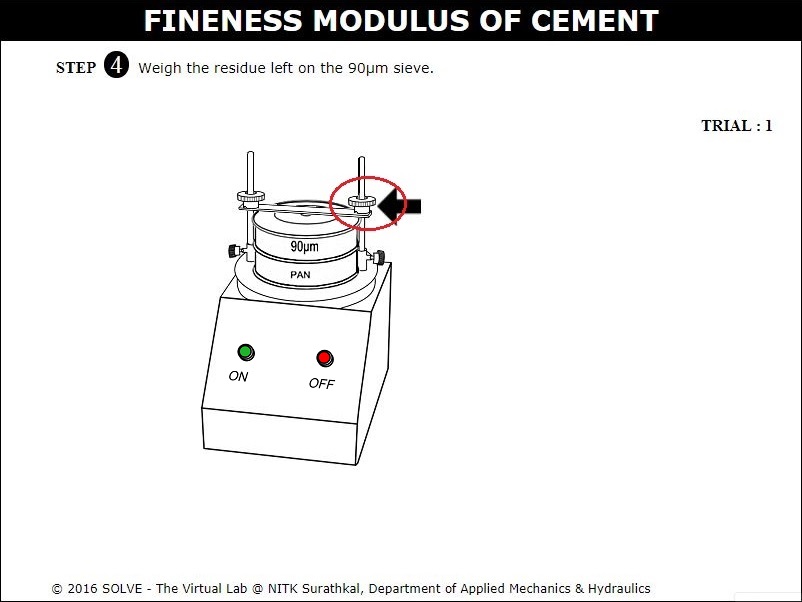 FINENESS MODULUS OF CEMENT
STEP 4 Weigh the residue left on the 90µm sieve.
TRIAL : 1
90µm
PAN
ON
OFF
© 2016 SOLVE - The Virtual Lab @ NITK Surathkal, Department of Applied Mechanics & Hydraulics